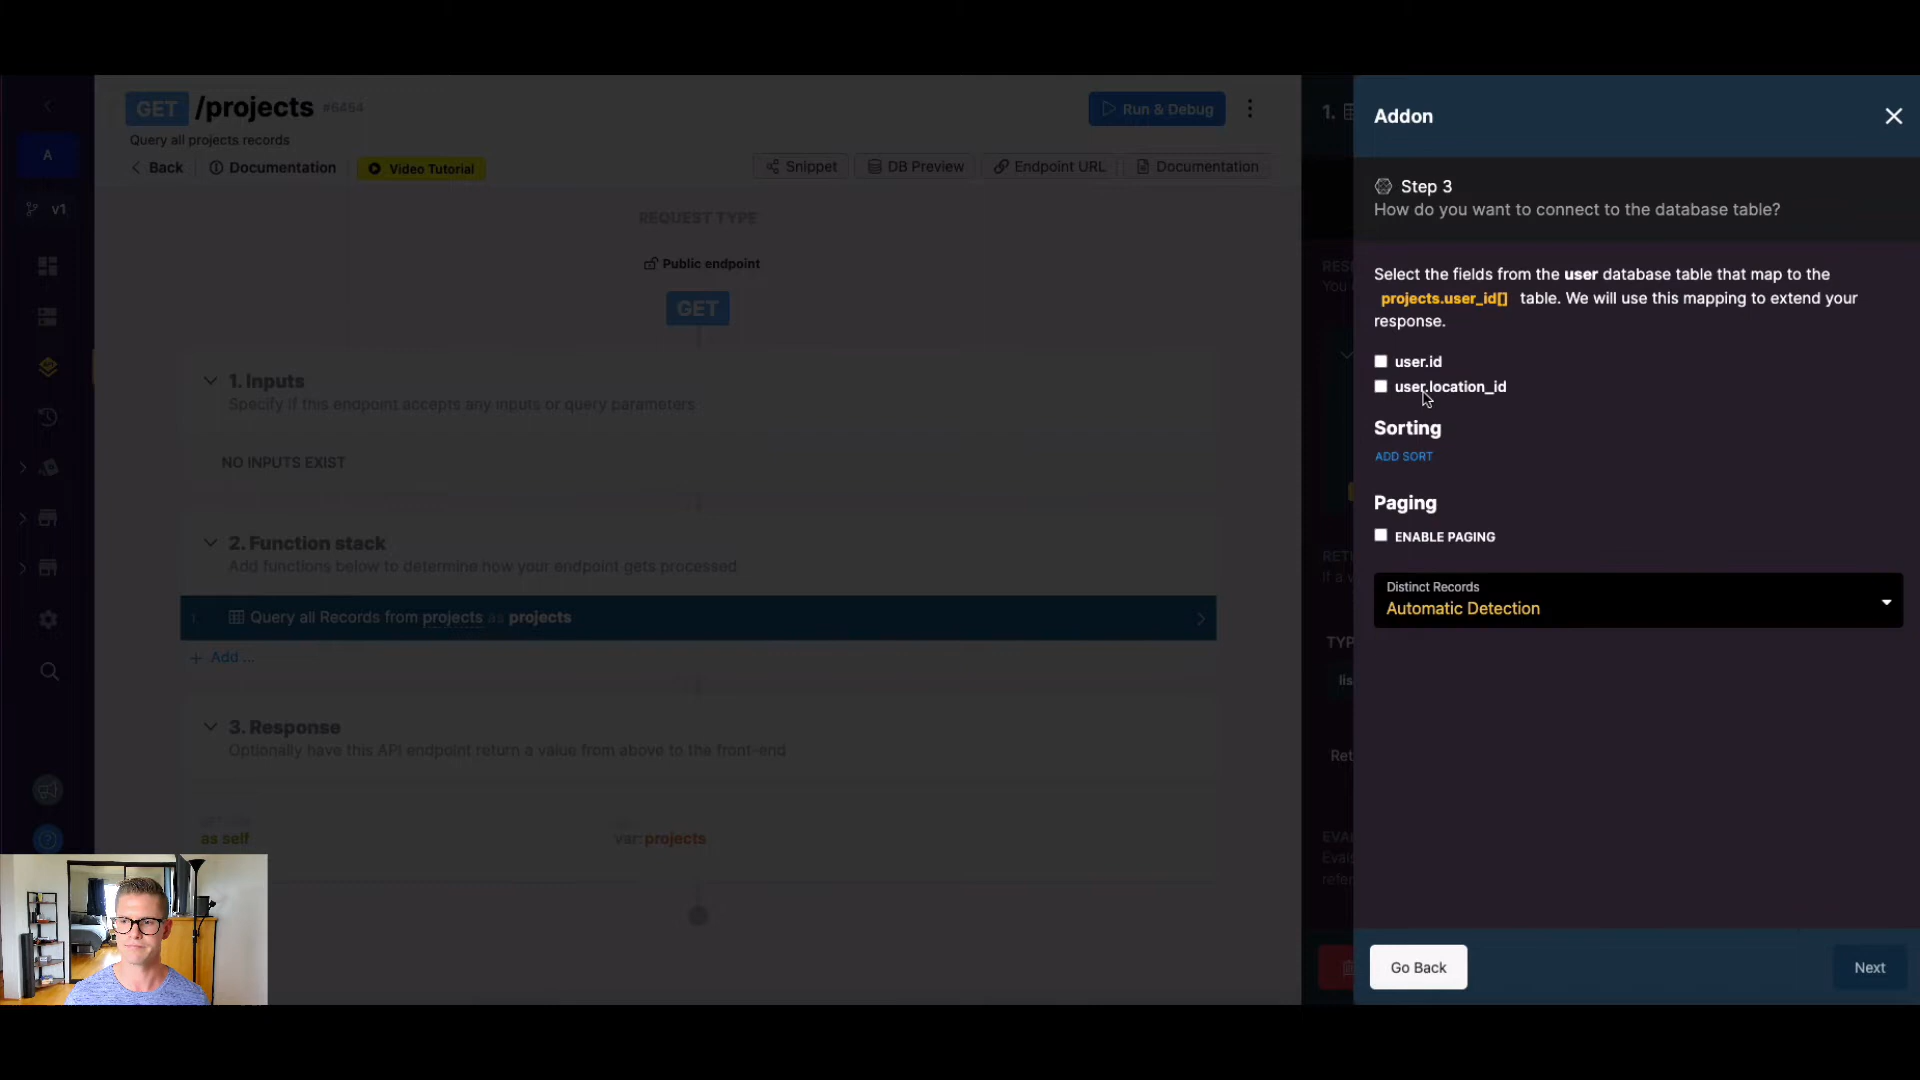 GET /projects #6454
Query all projects records
Back
Documentation
Video Tutorial
Run & Debug
Snippet
DB Preview
Endpoint URL
Documentation
A
v1
REQUEST TYPE
Public endpoint
GET
1. Inputs
Specify if this endpoint accepts any inputs or query parameters.
NO INPUTS EXIST
2. Function stack
Add functions below to determine how your endpoint gets processed
1. Query all Records from projects as projects
Add ...
3. Response
Optionally have this API endpoint return a value from above to the front-end
as self
var:projects
1.
Addon
Step 3
How do you want to connect to the database table?
Select the fields from the user database table that map to the
projects.user_id[] table. We will use this mapping to extend your
response.
user.id
user.location_id
Sorting
ADD SORT
Paging
ENABLE PAGING
Distinct Records
Automatic Detection
Go Back
Next